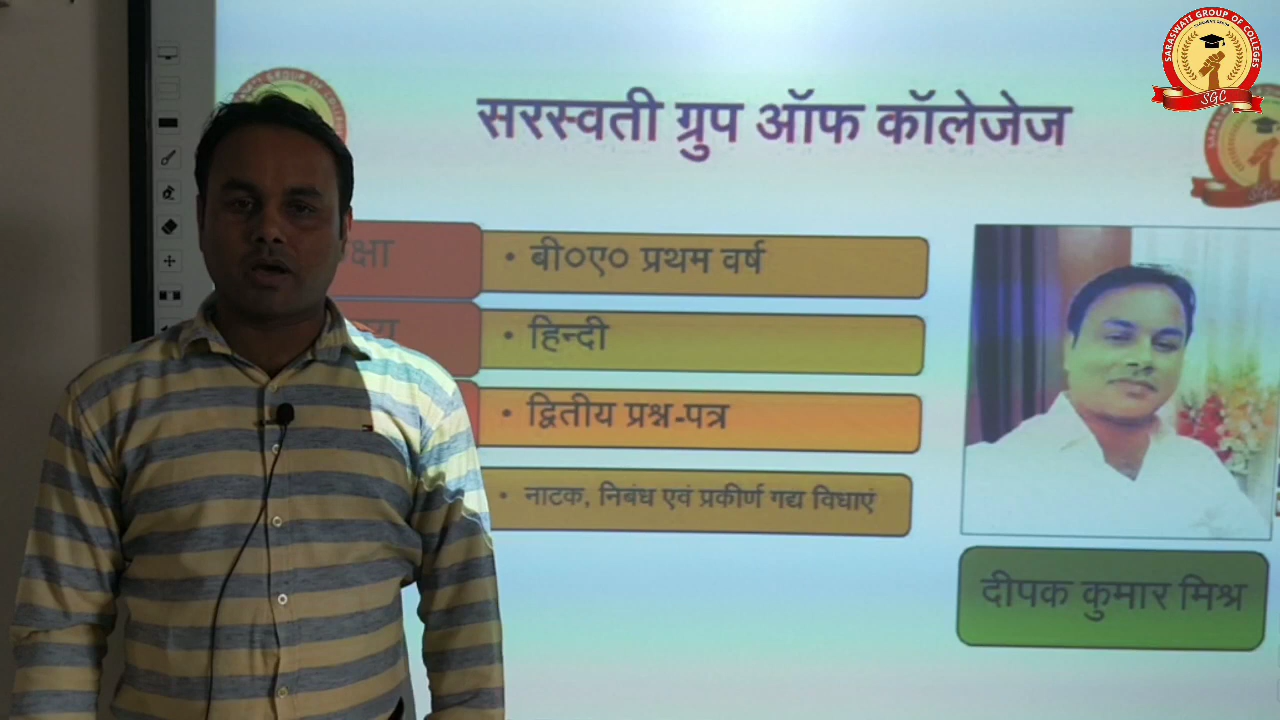 SARASWATI GROUP OF COLLEGES
SGC
सरस्वती ग्रुप ऑफ कॉलेजेज
• बी०ए० प्रथम वर्ष
• हिन्दी
• द्वितीय प्रश्न-पत्र
• नाटक, निबंध एवं प्रकीर्ण गद्य विधाएं
दीपक कुमार मिश्र